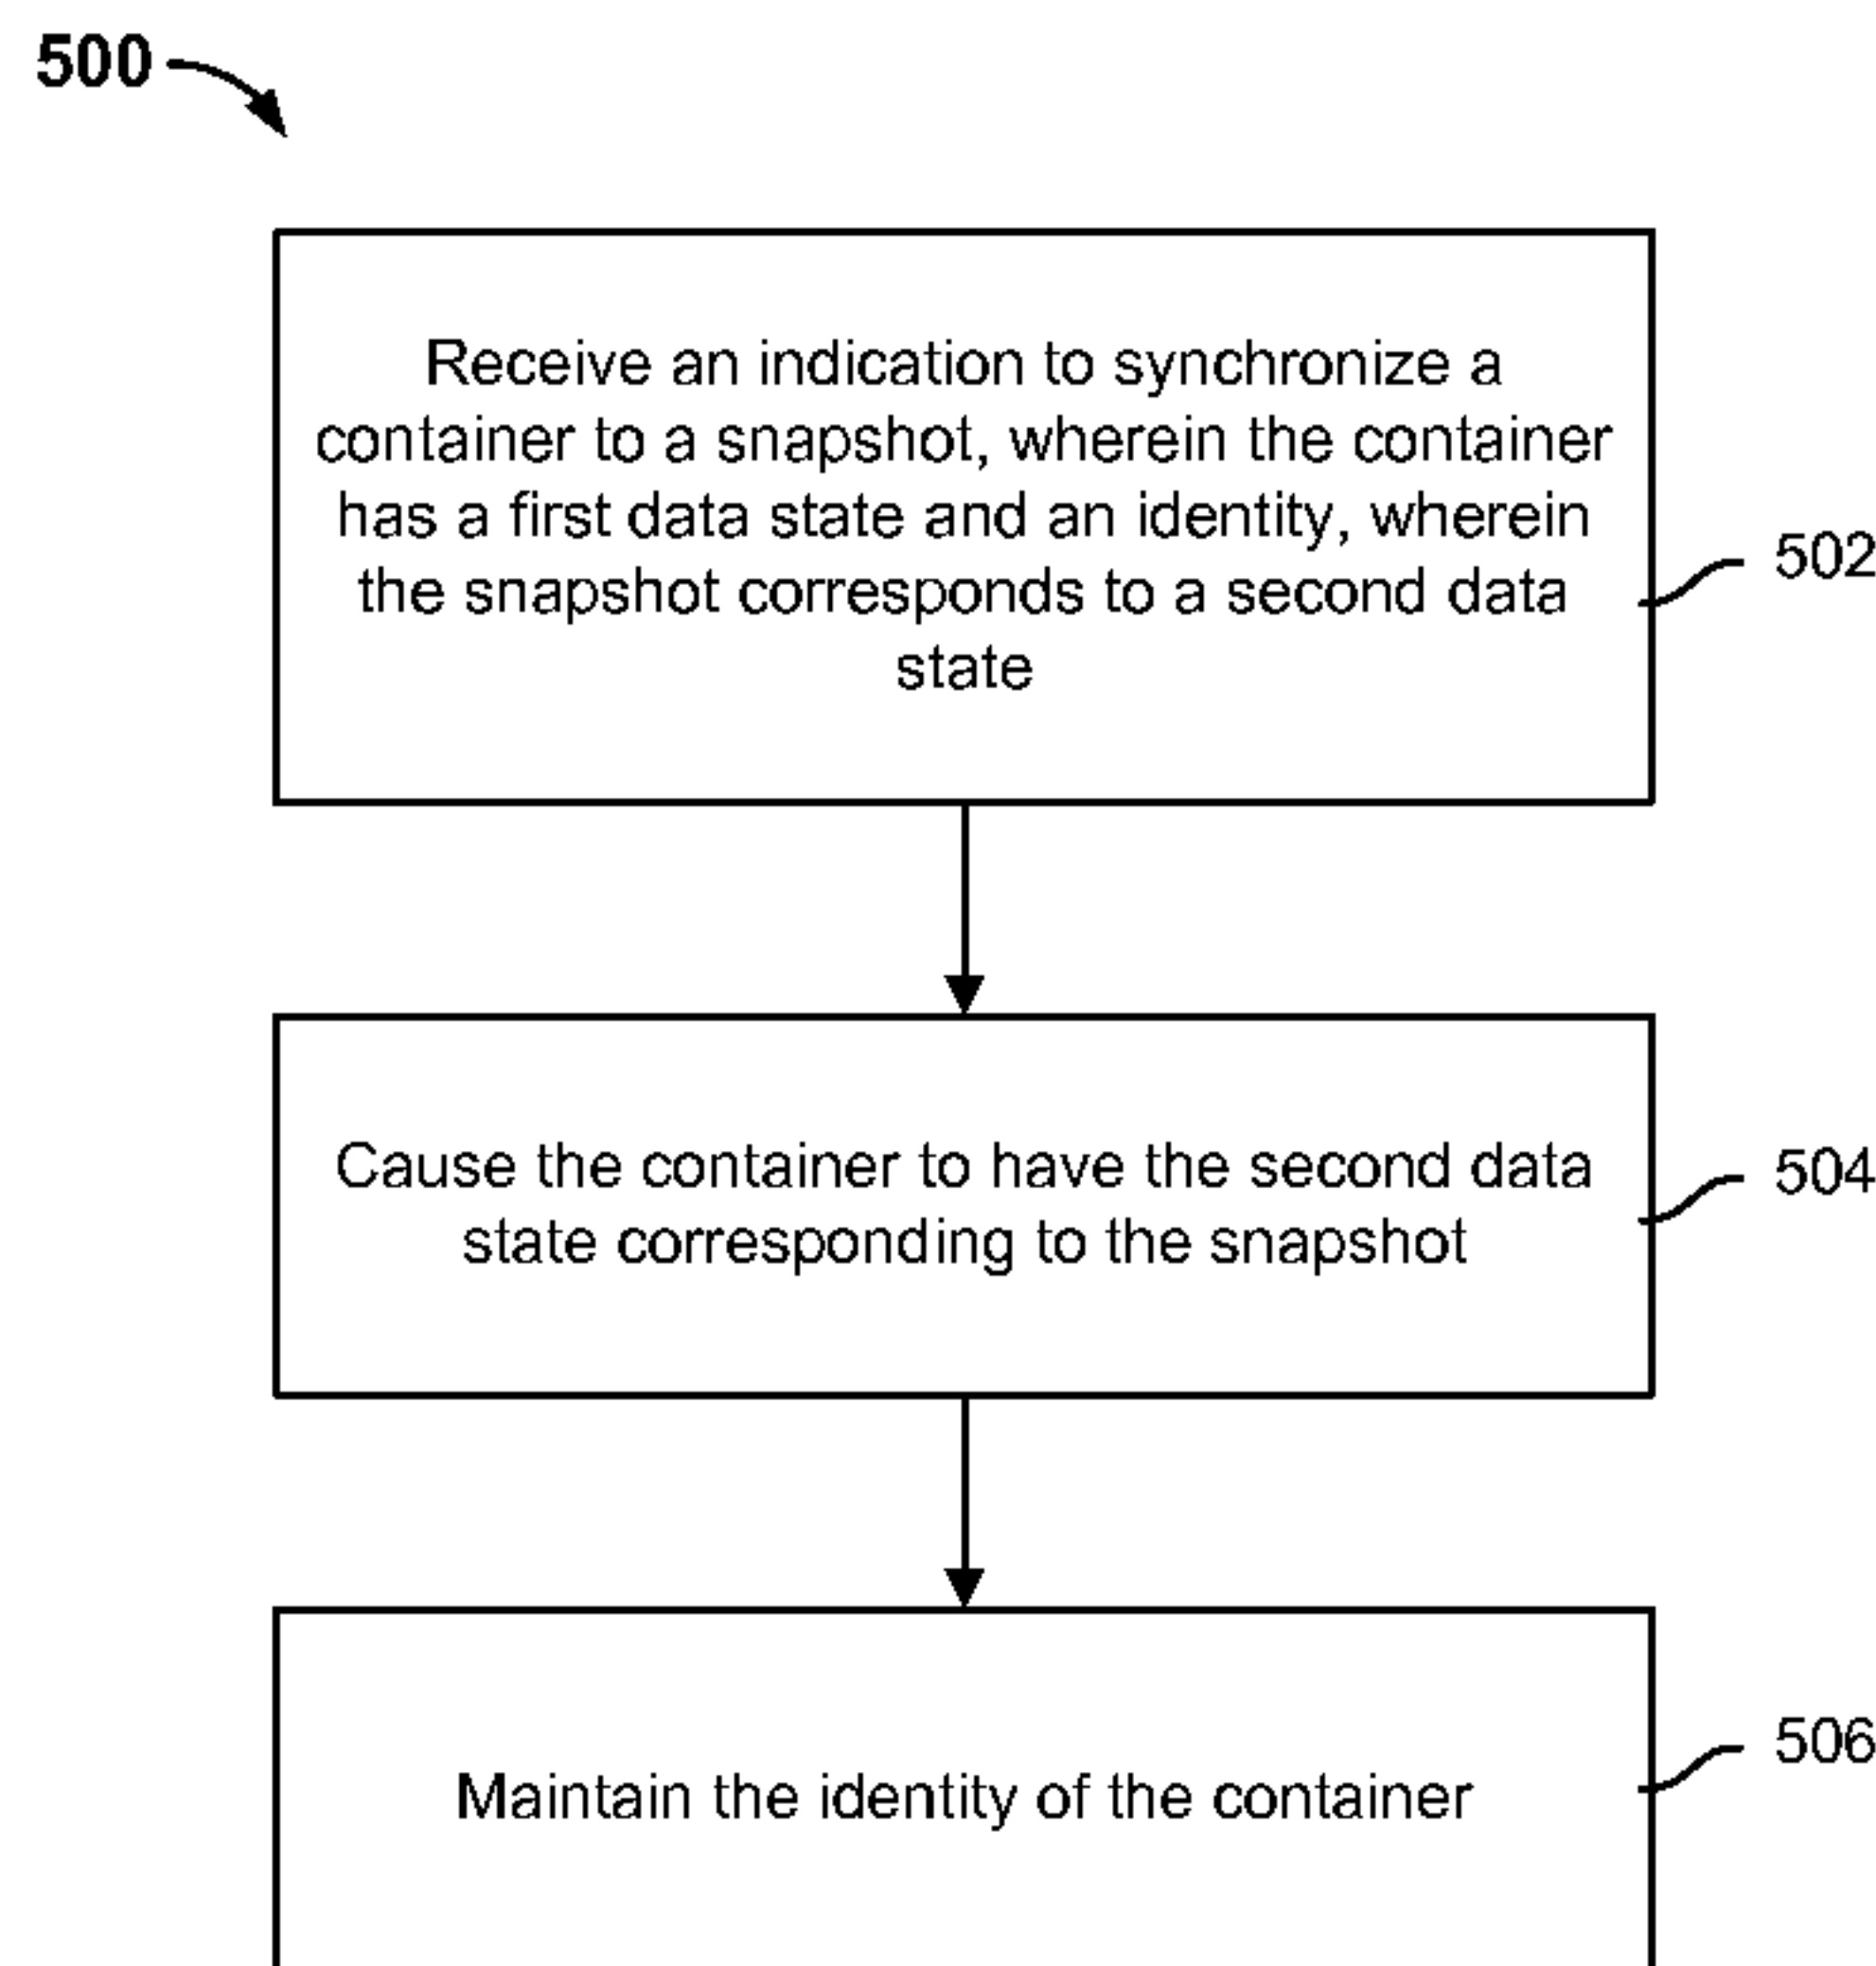 500
Receive an indication to synchronize a
container to a snapshot, wherein the container
has a first data state and an identity, wherein
the snapshot corresponds to a second data
state
502
Cause the container to have the second data
state corresponding to the snapshot
504
Maintain the identity of the container
506